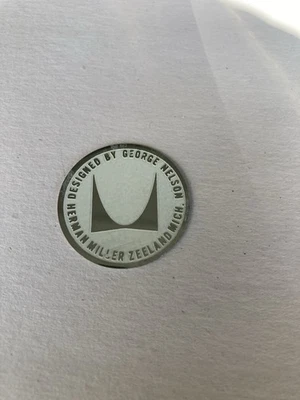 DESIGNED BY GEORGE NELSON
HERMAN MILLER ZEELAND MICH.